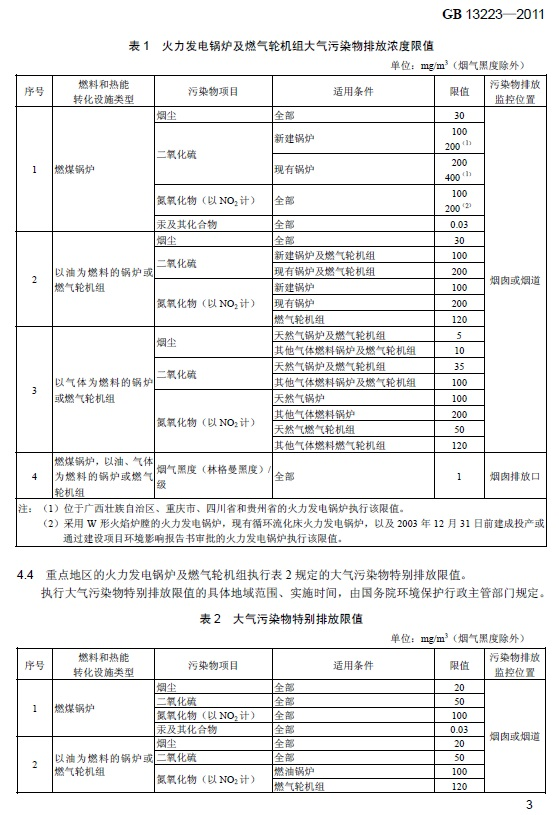 GB 13223—2011
表 1 火力发电锅炉及燃气轮机组大气污染物排放浓度限值
单位：mg/m³（烟气黑度除外）
序号 燃料和热能转化设施类型 污染物项目 适用条件 限值 污染物排放监控位置
1 燃煤锅炉 烟尘 全部 30 烟囱或烟道
二氧化硫 新建锅炉 100
200（1）
现有锅炉 200
400（1）
氮氧化物（以 NO₂ 计） 全部 100
200（2）
汞及其化合物 全部 0.03
2 以油为燃料的锅炉或燃气轮机组 烟尘 全部 30
二氧化硫 新建锅炉及燃气轮机组 100
现有锅炉及燃气轮机组 200
氮氧化物（以 NO₂ 计） 新建锅炉 100
现有锅炉 200
燃气轮机组 120
3 以气体为燃料的锅炉或燃气轮机组 烟尘 天然气锅炉及燃气轮机组 5
其他气体燃料锅炉及燃气轮机组 10
二氧化硫 天然气锅炉及燃气轮机组 35
其他气体燃料锅炉及燃气轮机组 100
氮氧化物（以 NO₂ 计） 天然气锅炉 100
其他气体燃料锅炉 200
天然气燃气轮机组 50
其他气体燃料燃气轮机组 120
4 燃煤锅炉，以油、气体为燃料的锅炉或燃气轮机组 烟气黑度（林格曼黑度）/级 全部 1 烟囱排放口
注：（1）位于广西壮族自治区、重庆市、四川省和贵州省的火力发电锅炉执行该限值。
（2）采用 W 形火焰炉膛的火力发电锅炉，现有循环流化床火力发电锅炉，以及 2003 年 12 月 31 日前建成投产或
通过建设项目环境影响报告书审批的火力发电锅炉执行该限值。
4.4 重点地区的火力发电锅炉及燃气轮机组执行表 2 规定的大气污染物特别排放限值。
执行大气污染物特别排放限值的具体地域范围、实施时间，由国务院环境保护行政主管部门规定。
表 2 大气污染物特别排放限值
单位：mg/m³（烟气黑度除外）
序号 燃料和热能转化设施类型 污染物项目 适用条件 限值 污染物排放监控位置
1 燃煤锅炉 烟尘 全部 20 烟囱或烟道
二氧化硫 全部 50
氮氧化物（以 NO₂ 计） 全部 100
汞及其化合物 全部 0.03
2 以油为燃料的锅炉或燃气轮机组 烟尘 全部 20
二氧化硫 全部 50
氮氧化物（以 NO₂ 计） 燃油锅炉 100
燃气轮机组 120
3